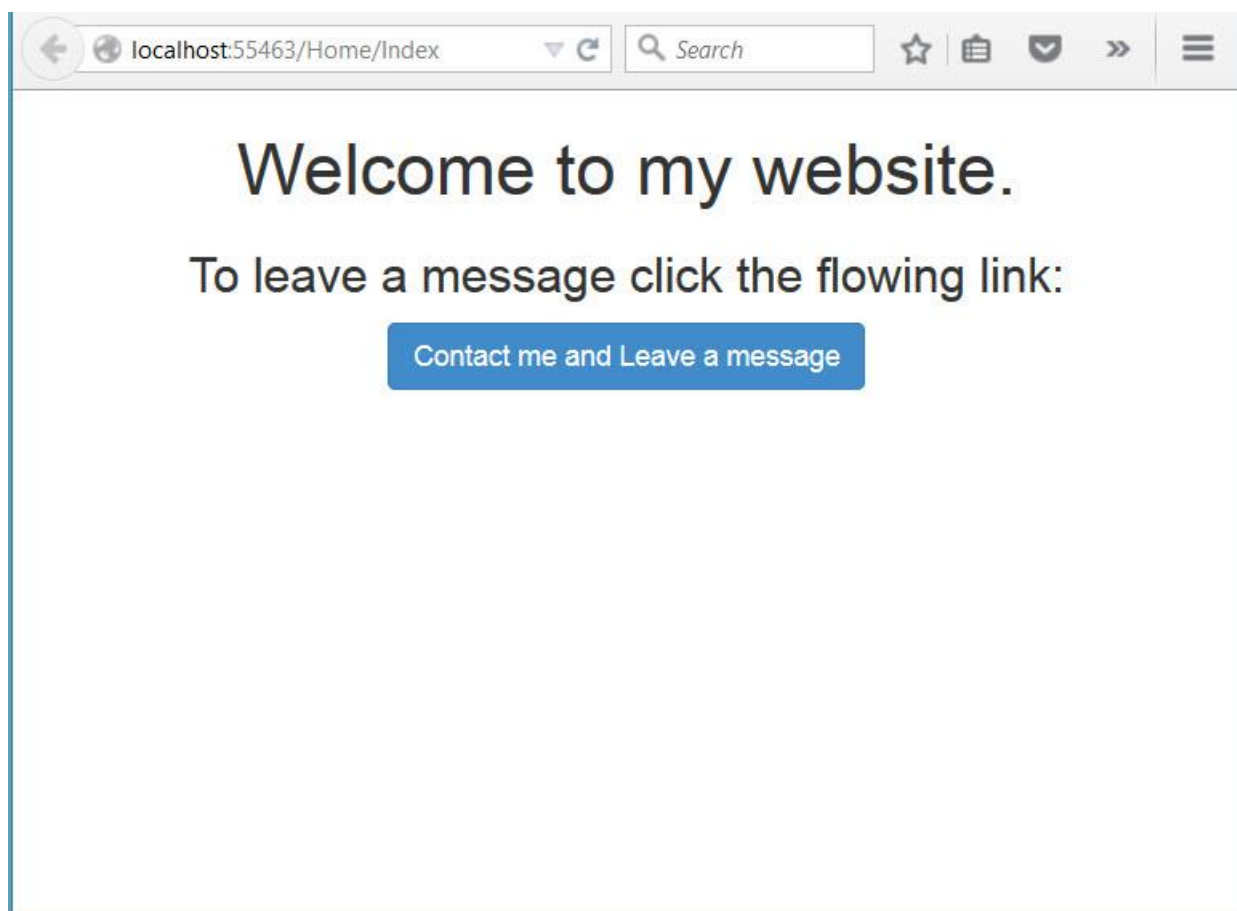 localhost:55463/Home/Index
Search
Welcome to my website.
To leave a message click the flowing link:
Contact me and Leave a message